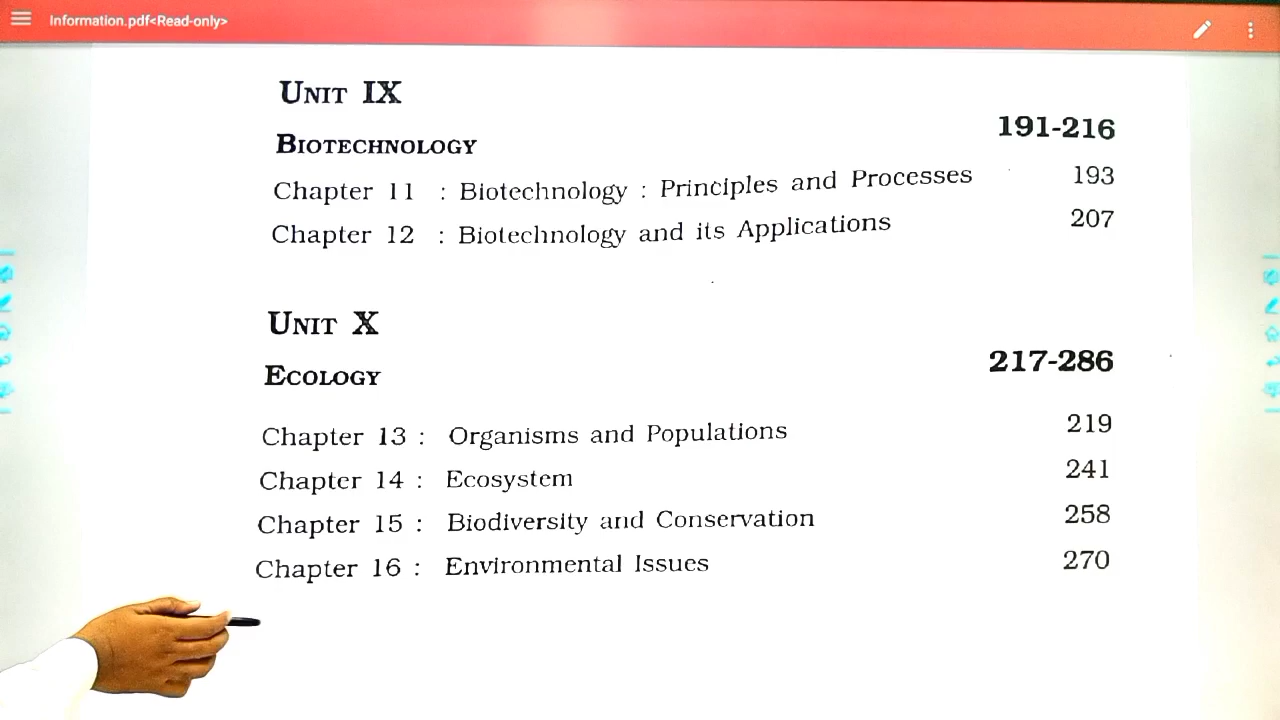 Information.pdf<Read-only>
UNIT IX
BIOTECHNOLOGY 191-216
Chapter 11 : Biotechnology : Principles and Processes 193
Chapter 12 : Biotechnology and its Applications 207
UNIT X
ECOLOGY 217-286
Chapter 13 : Organisms and Populations 219
Chapter 14 : Ecosystem 241
Chapter 15 : Biodiversity and Conservation 258
Chapter 16 : Environmental Issues 270